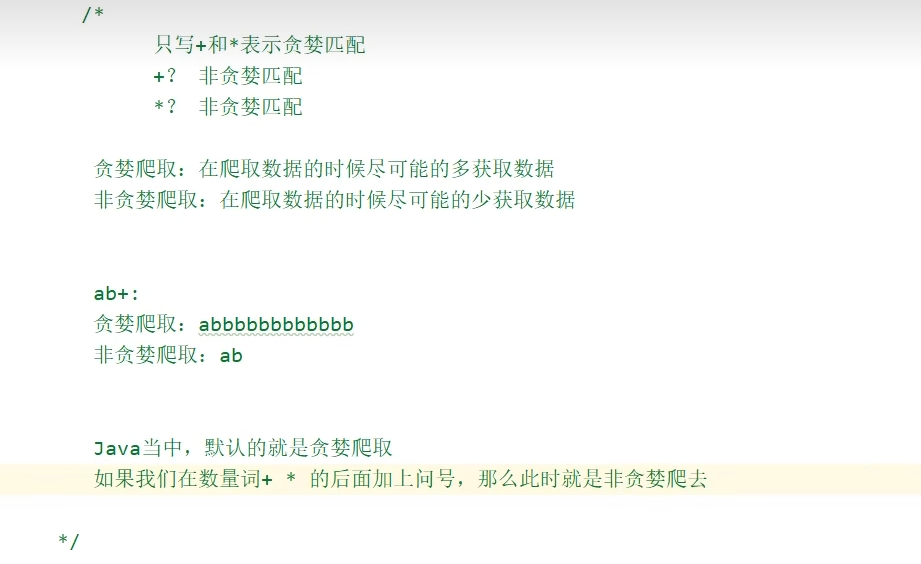 /*
只写+和*表示贪婪匹配
+? 非贪婪匹配
*? 非贪婪匹配
贪婪爬取：在爬取数据的时候尽可能的多获取数据
非贪婪爬取：在爬取数据的时候尽可能的少获取数据
ab+:
贪婪爬取：abbbbbbbbbbbb
非贪婪爬取：ab
Java当中，默认的就是贪婪爬取
如果我们在数量词+ * 的后面加上问号，那么此时就是非贪婪爬去
*/